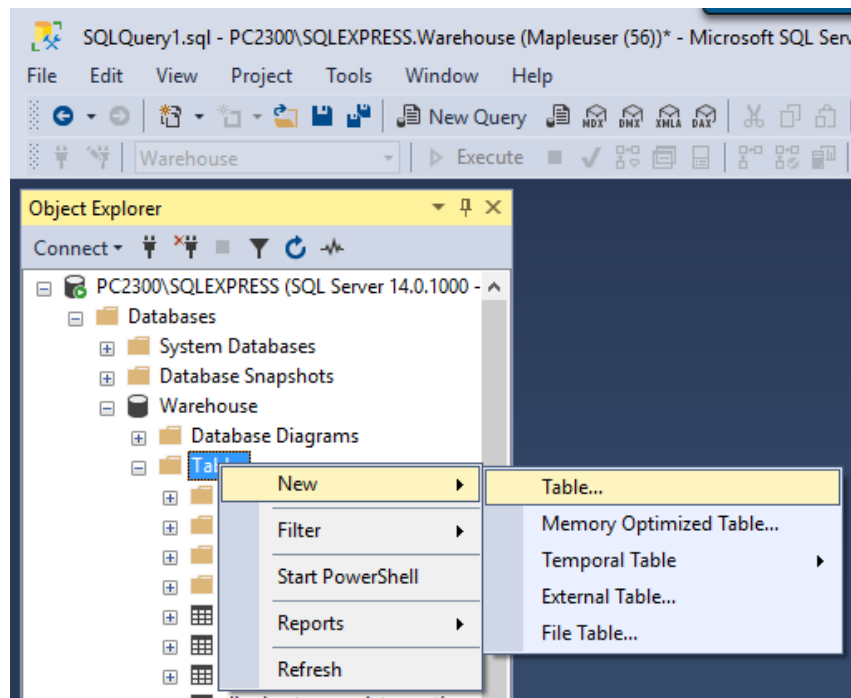 SQLQuery1.sql - PC2300\SQLEXPRESS.Warehouse (Mapleuser (56))* - Microsoft SQL Serv
File Edit View Project Tools Window Help
New Query MDX DMX XMLA DAX
Warehouse Execute
Object Explorer
Connect
PC2300\SQLEXPRESS (SQL Server 14.0.1000 -
Databases
System Databases
Database Snapshots
Warehouse
Database Diagrams
New
Filter
Start PowerShell
Reports
Refresh
Table...
Memory Optimized Table...
Temporal Table
External Table...
File Table...